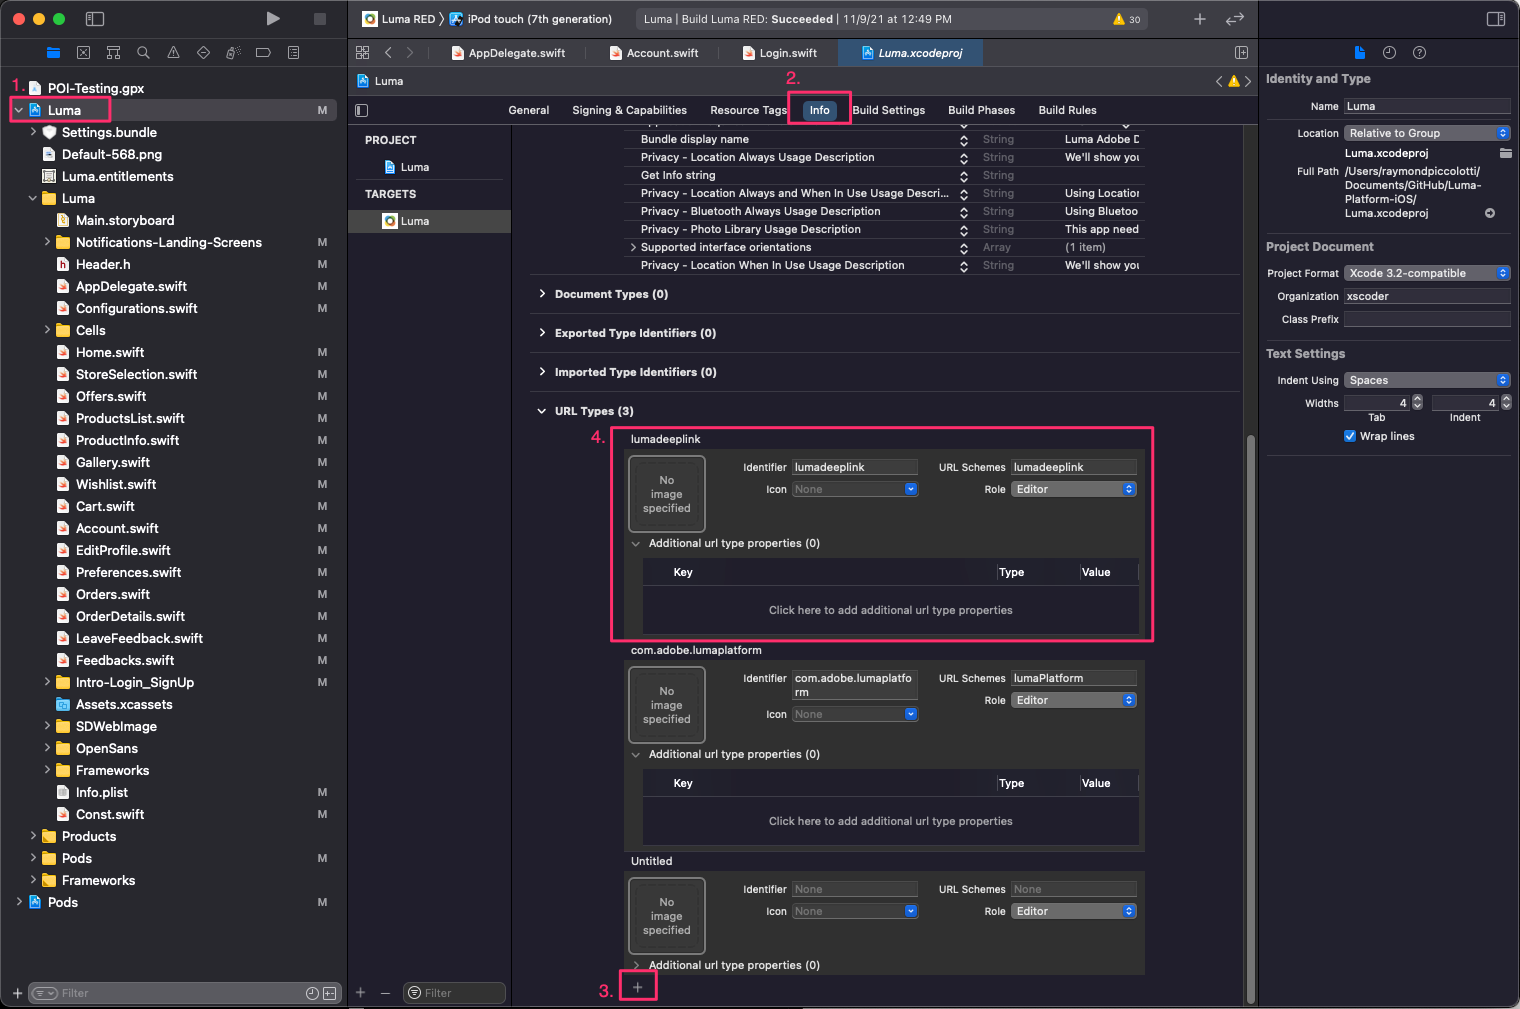 Luma RED 〉 iPod touch (7th generation)
Luma | Build Luma RED: Succeeded | 11/9/21 at 12:49 PM
30
AppDelegate.swift
Account.swift
Login.swift
Luma.xcodeproj
Luma
1.
POI-Testing.gpx
Luma M
Settings.bundle
Default-568.png
Luma.entitlements
Luma
Main.storyboard
Notifications-Landing-Screens M
h Header.h M
AppDelegate.swift M
Configurations.swift M
Cells
Home.swift M
StoreSelection.swift M
Offers.swift M
ProductsList.swift M
ProductInfo.swift M
Gallery.swift M
Wishlist.swift M
Cart.swift M
Account.swift M
EditProfile.swift M
Preferences.swift M
Orders.swift M
OrderDetails.swift M
LeaveFeedback.swift M
Feedbacks.swift M
Intro-Login_SignUp M
Assets.xcassets
SDWebImage
OpenSans
Frameworks
Info.plist M
Const.swift M
Products
Pods M
Frameworks
Pods M
Filter
2.
General Signing & Capabilities Resource Tags Info Build Settings Build Phases Build Rules
PROJECT
Luma
TARGETS
Luma
Filter
Bundle display name String Luma Adobe D
Privacy - Location Always Usage Description String We'll show you
Get Info string String
Privacy - Location Always and When In Use Usage Descri... String Using Location
Privacy - Bluetooth Always Usage Description String Using Bluetoo
Privacy - Photo Library Usage Description String This app need
Supported interface orientations Array (1 item)
Privacy - Location When In Use Usage Description String We'll show you
Document Types (0)
Exported Type Identifiers (0)
Imported Type Identifiers (0)
URL Types (3)
4.
lumadeeplink
No
image
specified
Identifier lumadeeplink URL Schemes lumadeeplink
Icon None Role Editor
Additional url type properties (0)
Key Type Value
Click here to add additional url type properties
com.adobe.lumaplatform
No
image
specified
Identifier com.adobe.lumaplatfo
rm
URL Schemes lumaPlatform
Icon None Role Editor
Additional url type properties (0)
Key Type Value
Click here to add additional url type properties
Untitled
No
image
specified
Identifier None URL Schemes None
Icon None Role Editor
Additional url type properties (0)
3.
Identity and Type
Name Luma
Location Relative to Group
Luma.xcodeproj
Full Path /Users/raymondpiccolotti/
Documents/GitHub/Luma-
Platform-iOS/
Luma.xcodeproj
Project Document
Project Format Xcode 3.2-compatible
Organization xscoder
Class Prefix
Text Settings
Indent Using Spaces
Widths 4 4
Tab Indent
Wrap lines